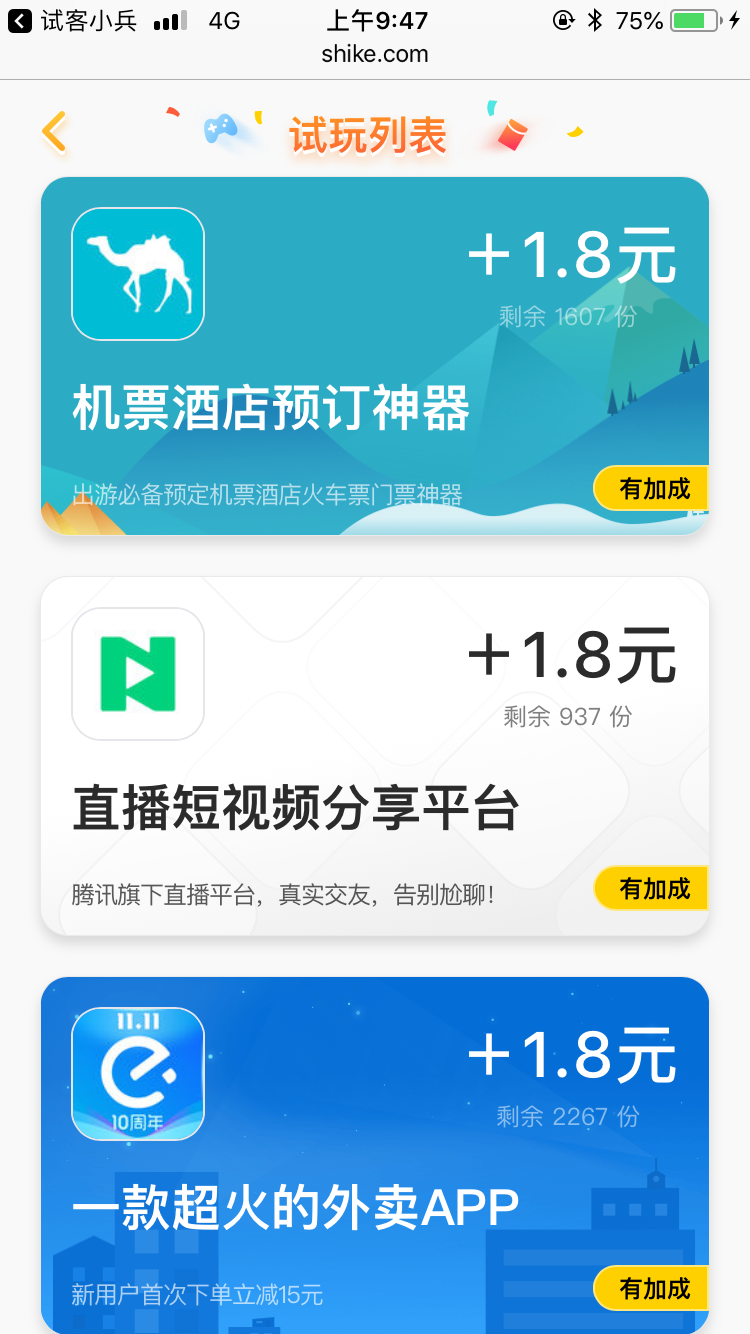 试客小兵 4G 上午9:47 75%
shike.com
试玩列表
+1.8元
剩余 1607 份
机票酒店预订神器
出游必备预定机票酒店火车票门票神器
有加成
+1.8元
剩余 937 份
直播短视频分享平台
腾讯旗下直播平台，真实交友，告别尬聊！
有加成
11.11
10周年
+1.8元
剩余 2267 份
一款超火的外卖APP
新用户首次下单立减15元
有加成